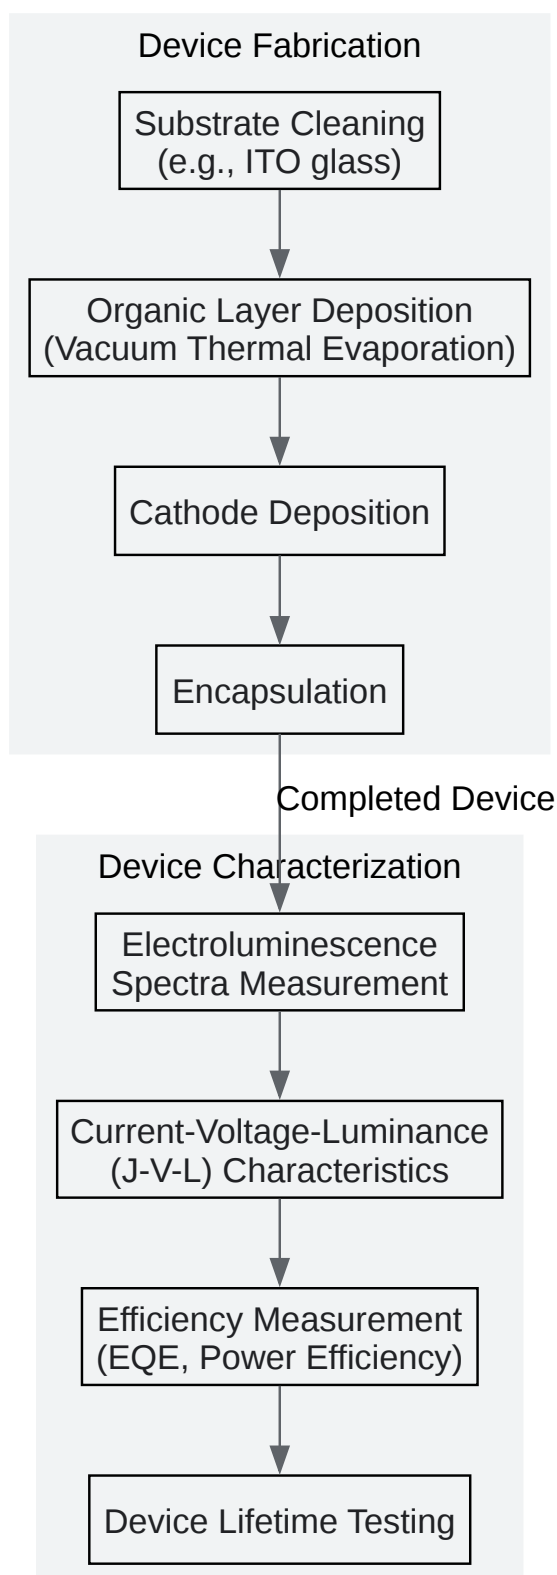 Device Fabrication
Substrate Cleaning
(e.g., ITO glass)
Organic Layer Deposition
(Vacuum Thermal Evaporation)
Cathode Deposition
Encapsulation
Completed Device
Device Characterization
Electroluminescence
Spectra Measurement
Current-Voltage-Luminance
(J-V-L) Characteristics
Efficiency Measurement
(EQE, Power Efficiency)
Device Lifetime Testing